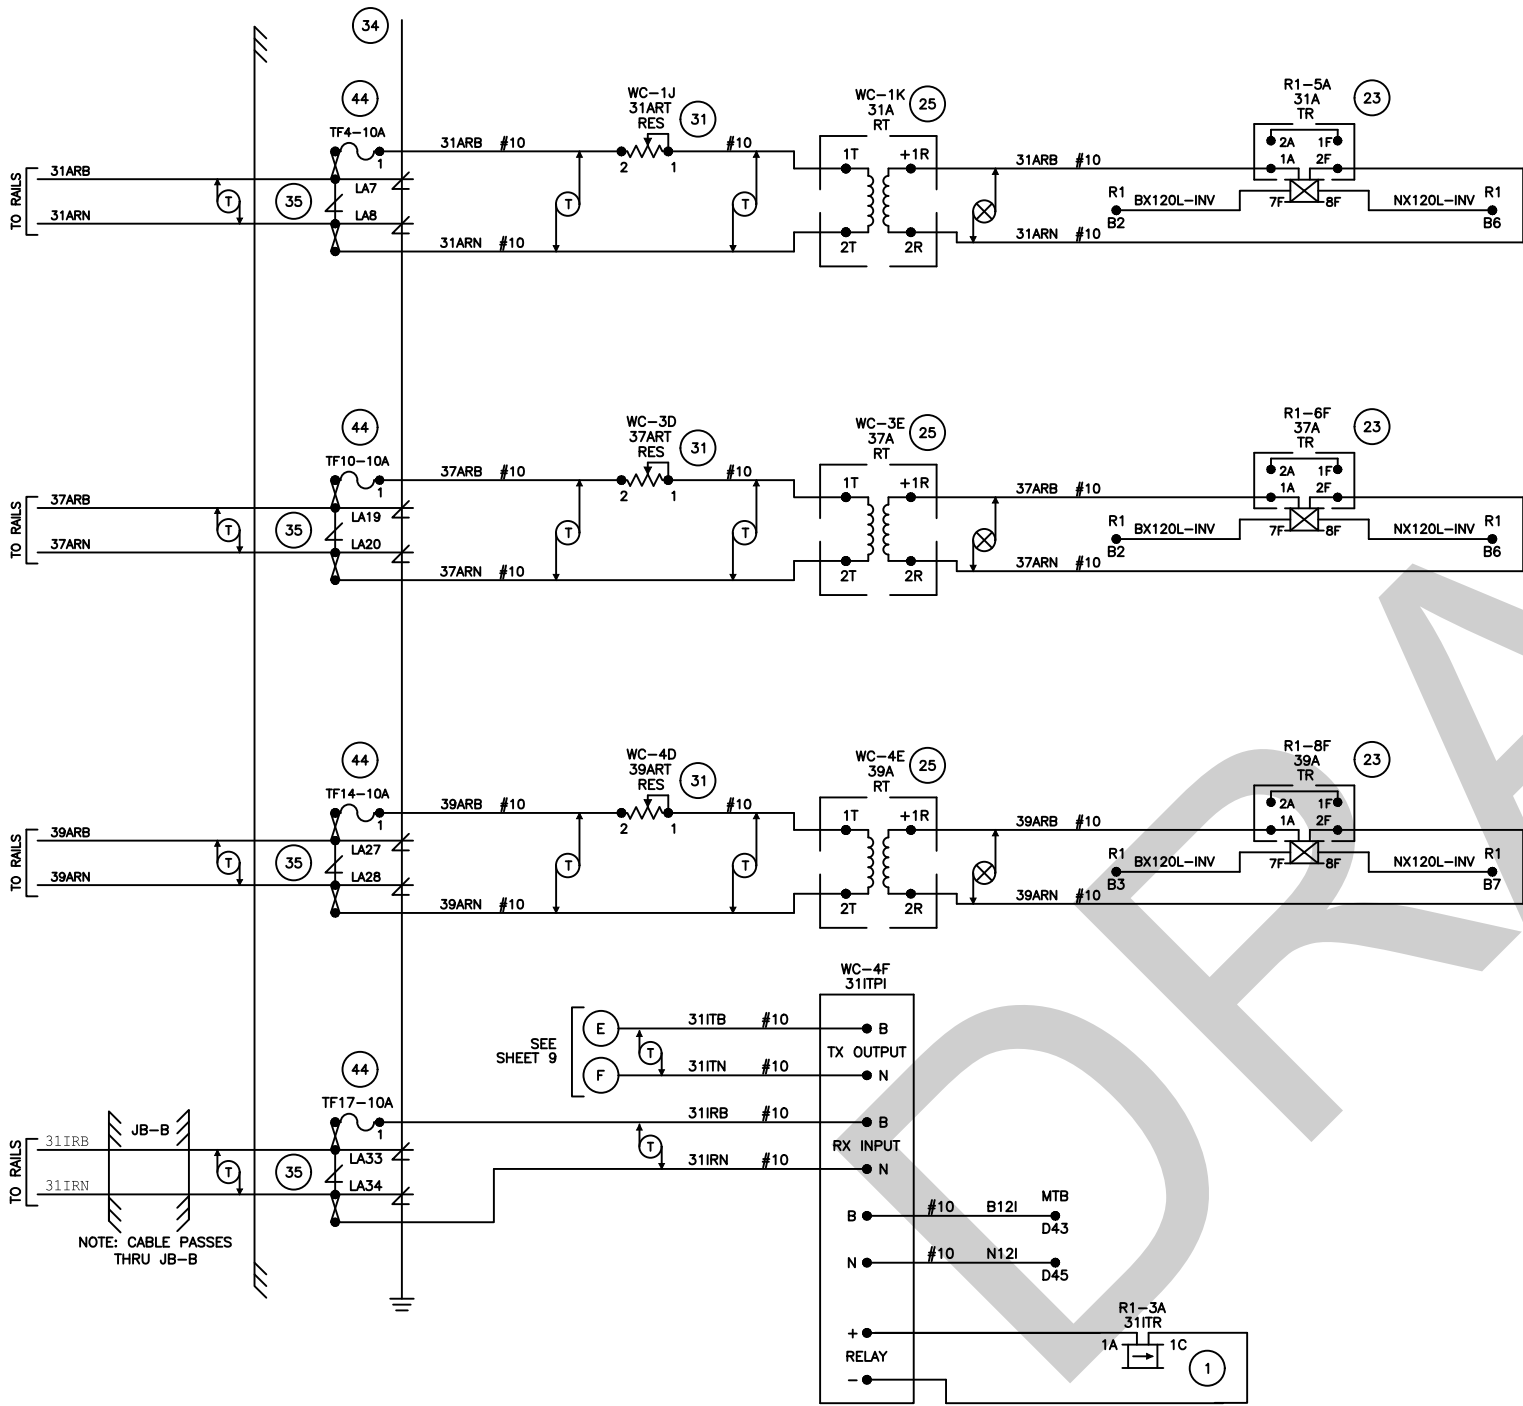 34
44
TF4-10A
1
31ARB #10
WC-1J
31ART
RES
31
2
1
#10
WC-1K
31A
RT
25
1T
+1R
2T
2R
31ARB #10
R1-5A
31A
TR
23
2A
1F
1A
2F
7F
8F
R1
B2
BX120L-INV
NX120L-INV
R1
B6
31ARN #10
TO RAILS
31ARB
31ARN
T
35
LA7
LA8
31ARN #10
T
T
44
TF10-10A
1
37ARB #10
WC-3D
37ART
RES
31
2
1
#10
WC-3E
37A
RT
25
1T
+1R
2T
2R
37ARB #10
R1-6F
37A
TR
23
2A
1F
1A
2F
7F
8F
R1
B2
BX120L-INV
NX120L-INV
R1
B6
37ARN #10
TO RAILS
37ARB
37ARN
T
35
LA19
LA20
37ARN #10
T
T
44
TF14-10A
1
39ARB #10
WC-4D
39ART
RES
31
2
1
#10
WC-4E
39A
RT
25
1T
+1R
2T
2R
39ARB #10
R1-8F
39A
TR
23
2A
1F
1A
2F
7F
8F
R1
B3
BX120L-INV
NX120L-INV
R1
B7
39ARN #10
TO RAILS
39ARB
39ARN
T
35
LA27
LA28
39ARN #10
T
T
WC-4F
31ITPI
SEE
SHEET 9
E
F
31ITB #10
T
31ITN #10
B
TX OUTPUT
N
44
TF17-10A
1
31IRB #10
T
31IRN #10
B
RX INPUT
N
TO RAILS
31IRB
31IRN
JB-B
T
35
LA33
LA34
NOTE: CABLE PASSES
THRU JB-B
B
#10 B12I
MTB
D43
N
#10 N12I
D45
+
RELAY
-
R1-3A
31ITR
1A
1C
1
DRA